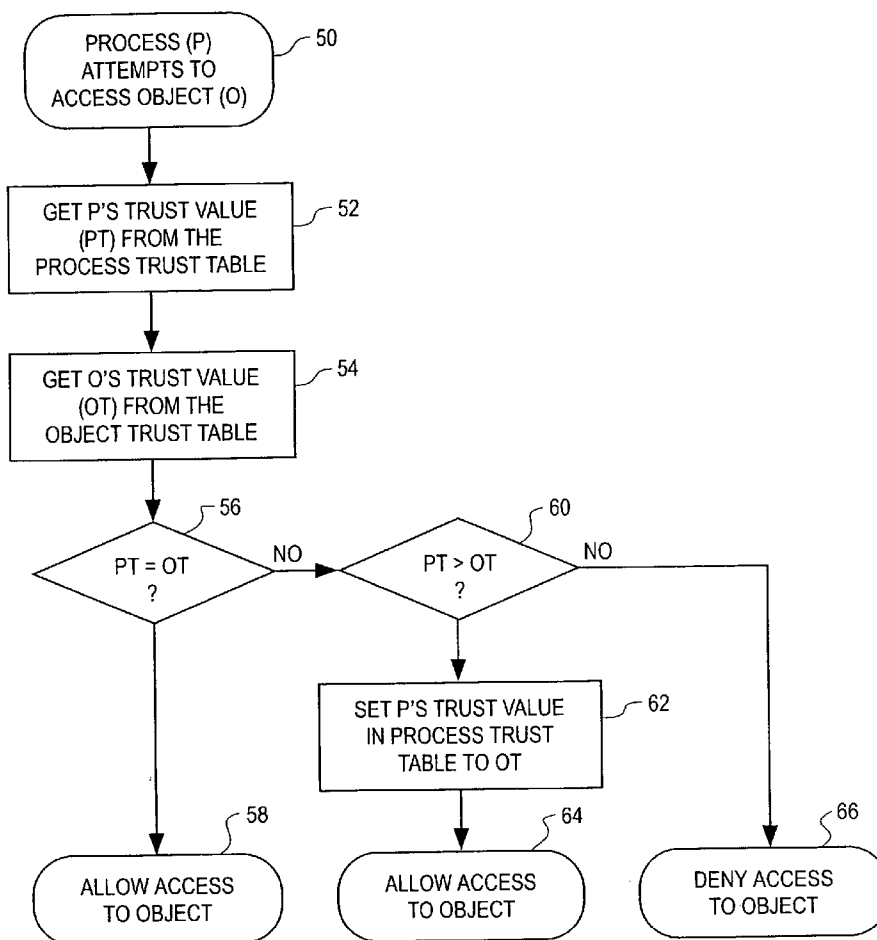 PROCESS (P)
ATTEMPTS TO
ACCESS OBJECT (O)
50
GET P'S TRUST VALUE
(PT) FROM THE
PROCESS TRUST TABLE
52
GET O'S TRUST VALUE
(OT) FROM THE
OBJECT TRUST TABLE
54
PT = OT
?
56
NO
PT > OT
?
60
NO
SET P'S TRUST VALUE
IN PROCESS TRUST
TABLE TO OT
62
ALLOW ACCESS
TO OBJECT
58
ALLOW ACCESS
TO OBJECT
64
DENY ACCESS
TO OBJECT
66